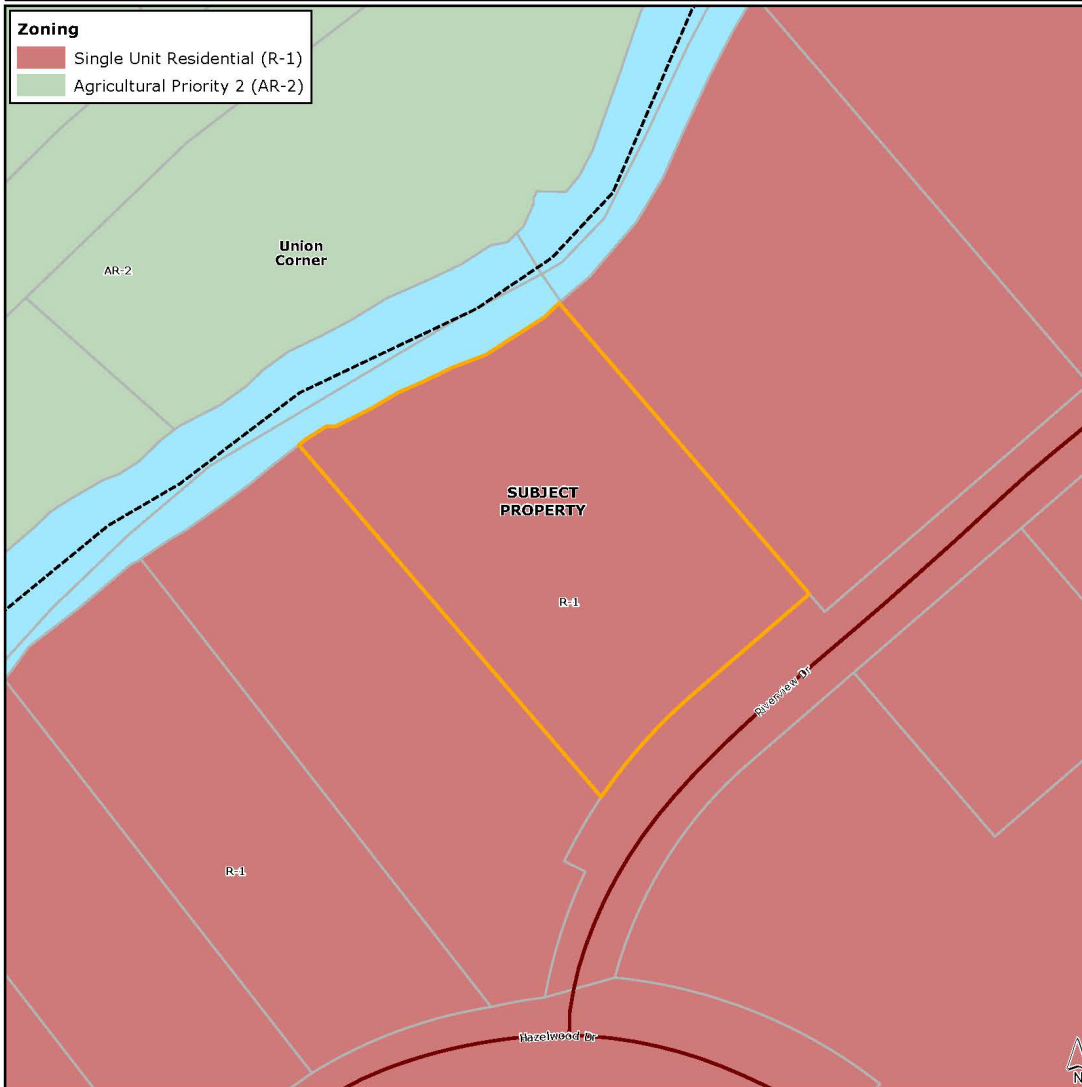 Zoning
Single Unit Residential (R-1)
Agricultural Priority 2 (AR-2)
Union
Corner
AR-2
SUBJECT
PROPERTY
R-1
Riverview Dr
R-1
Hazelwood Dr
N